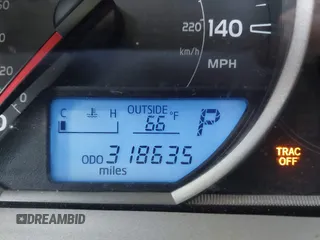 140
220
km/h
MPH
C H
OUTSIDE
66 °F
P
ODO 318635
miles
TRAC
OFF
DREAMBID